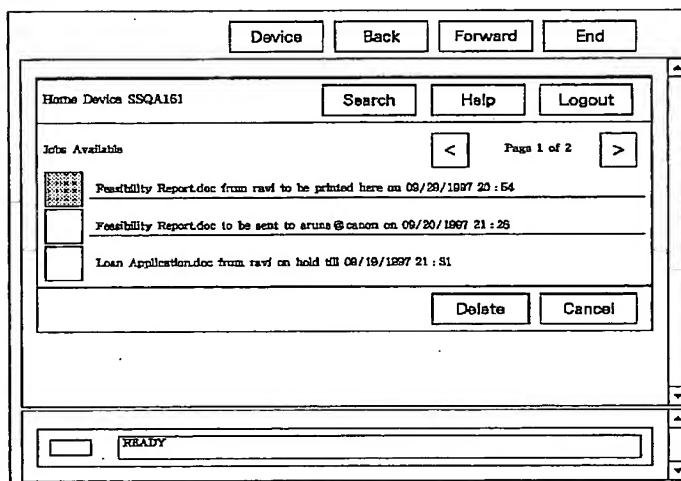 Device Back Forward End
Home Device SSQA161 Search Help Logout
Jobs Available < Page 1 of 2 >
Feasibility Report.doc from ravi to be printed here on 09/29/1997 20 : 54
Feasibility Report.doc to be sent to aruna @ canon on 09/20/1997 21 : 26
Loan Application.doc from ravi on hold till 09/19/1997 21 : 31
Delete Cancel
READY